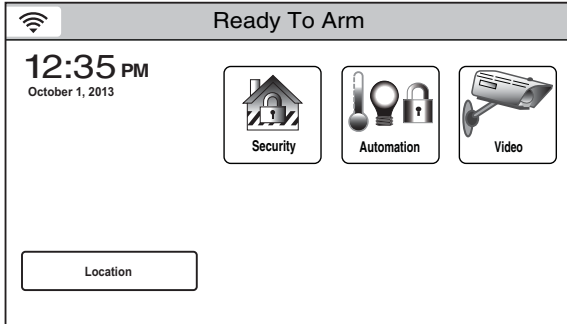 Ready To Arm
12:35 PM
October 1, 2013
Security
Automation
Video
Location